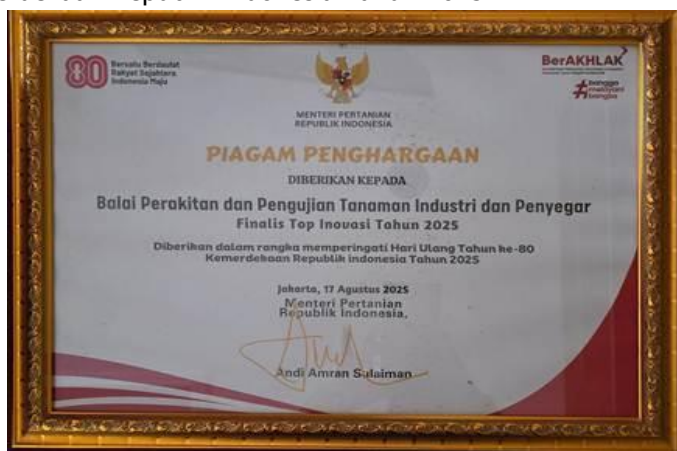 80
Bersatu Berdaulat
Rakyat Sejahtera
Indonesia Maju
BerAKHLAK
#bangga
melayani
bangsa
MENTERI PERTANIAN
REPUBLIK INDONESIA
PIAGAM PENGHARGAAN
DIBERIKAN KEPADA
Balai Perakitan dan Pengujian Tanaman Industri dan Penyegar
Finalis Top Inovasi Tahun 2025
Diberikan dalam rangka memperingati Hari Ulang Tahun ke-80
Kemerdekaan Republik indonesia Tahun 2025
Jakarta, 17 Agustus 2025
Menteri Pertanian
Republik Indonesia,
Andi Amran Sulaiman